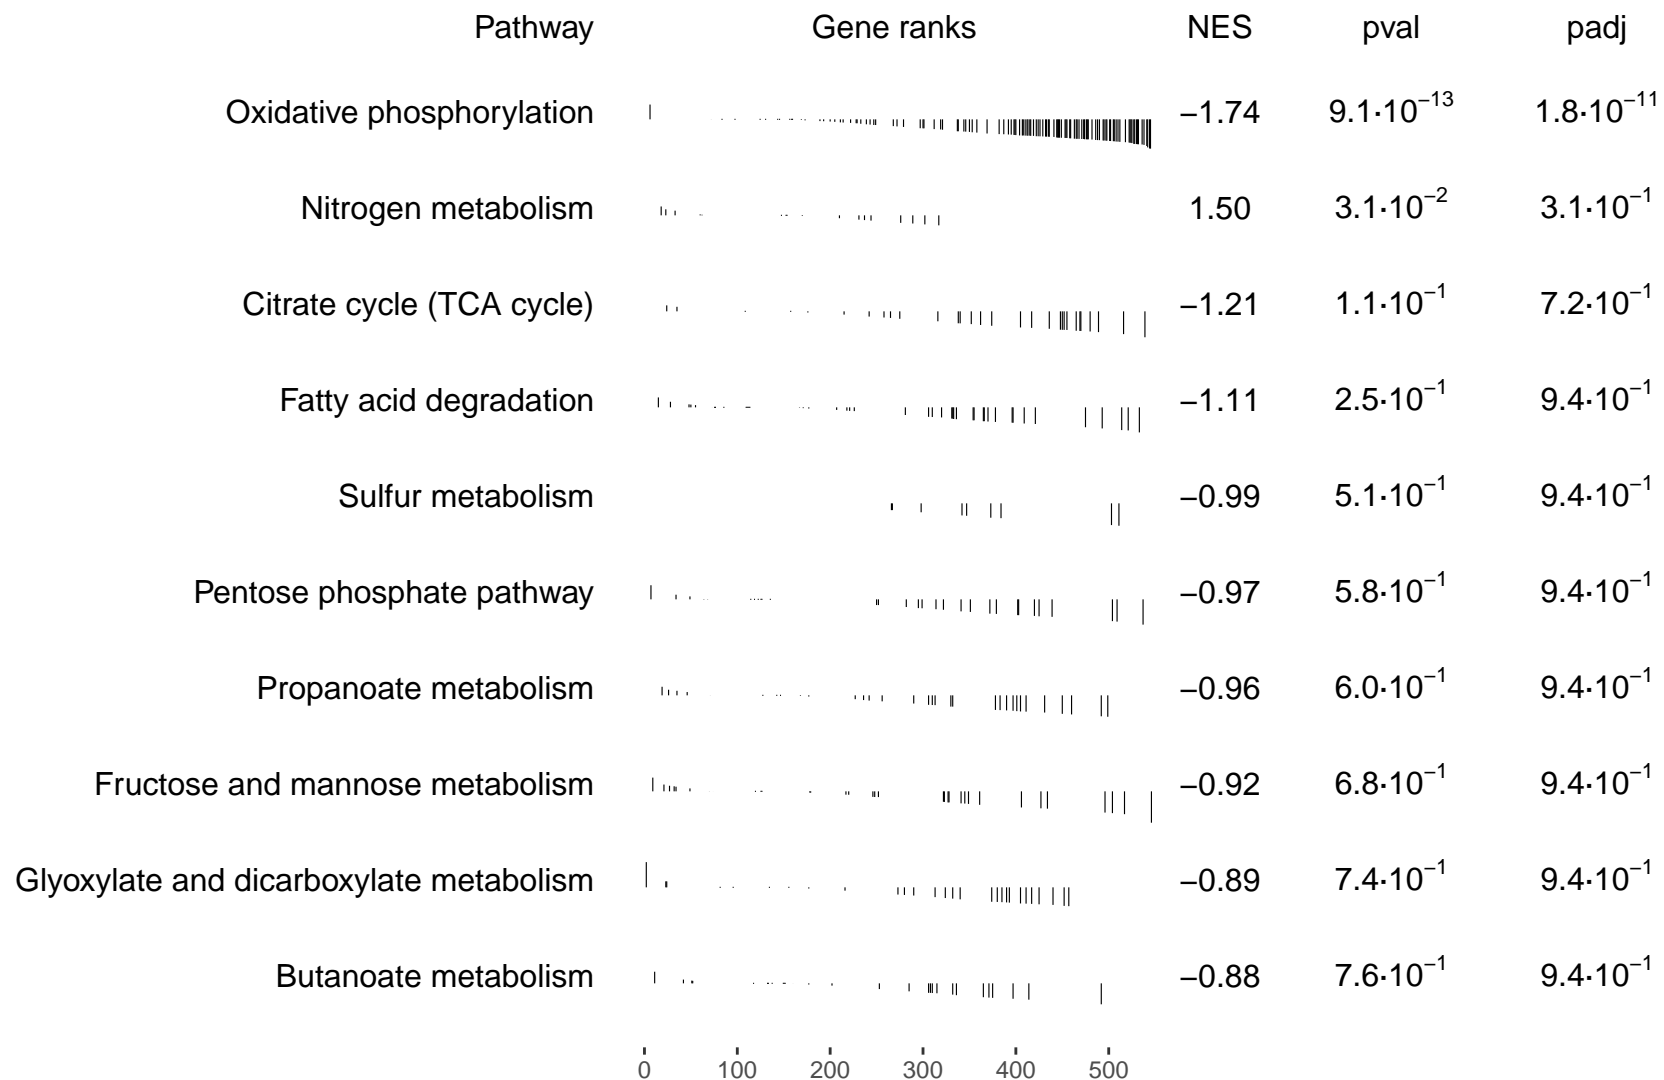 Pathway Gene ranks NES pval padj
Oxidative phosphorylation −1.74 9.1·10⁻¹³ 1.8·10⁻¹¹
Nitrogen metabolism 1.50 3.1·10⁻² 3.1·10⁻¹
Citrate cycle (TCA cycle) −1.21 1.1·10⁻¹ 7.2·10⁻¹
Fatty acid degradation −1.11 2.5·10⁻¹ 9.4·10⁻¹
Sulfur metabolism −0.99 5.1·10⁻¹ 9.4·10⁻¹
Pentose phosphate pathway −0.97 5.8·10⁻¹ 9.4·10⁻¹
Propanoate metabolism −0.96 6.0·10⁻¹ 9.4·10⁻¹
Fructose and mannose metabolism −0.92 6.8·10⁻¹ 9.4·10⁻¹
Glyoxylate and dicarboxylate metabolism −0.89 7.4·10⁻¹ 9.4·10⁻¹
Butanoate metabolism −0.88 7.6·10⁻¹ 9.4·10⁻¹
0 100 200 300 400 500